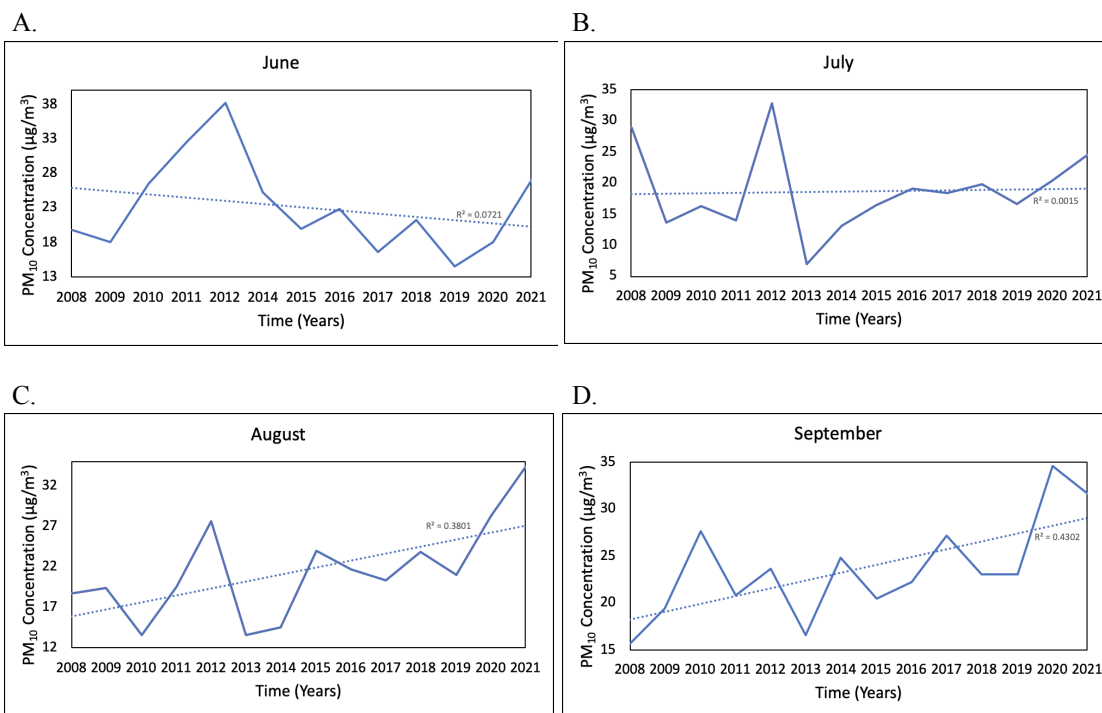 A.
June
PM₁₀ Concentration (µg/m³)
38
33
28
23
18
13
R² = 0.0721
2008 2009 2010 2011 2012 2014 2015 2016 2017 2018 2019 2020 2021
Time (Years)
B.
July
PM₁₀ Concentration (µg/m³)
35
30
25
20
15
10
5
R² = 0.0015
2008 2009 2010 2011 2012 2013 2014 2015 2016 2017 2018 2019 2020 2021
Time (Years)
C.
August
PM₁₀ Concentration (µg/m³)
32
27
22
17
12
R² = 0.3801
2008 2009 2010 2011 2012 2013 2014 2015 2016 2017 2018 2019 2020 2021
Time (Years)
D.
September
PM₁₀ Concentration (µg/m³)
35
30
25
20
15
R² = 0.4302
2008 2009 2010 2011 2012 2013 2014 2015 2016 2017 2018 2019 2020 2021
Time (Years)